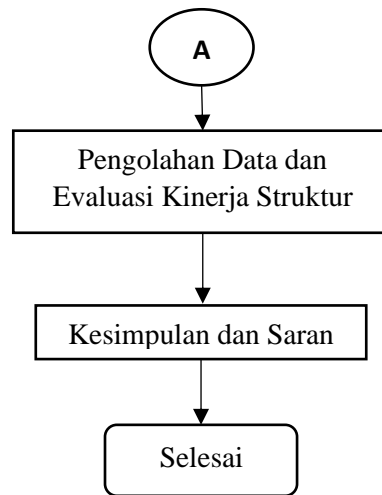 A
Pengolahan Data dan
Evaluasi Kinerja Struktur
Kesimpulan dan Saran
Selesai